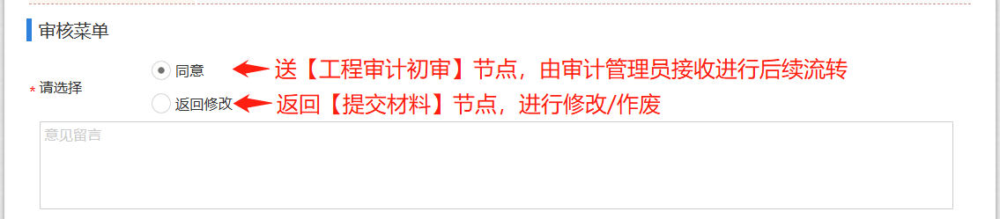 审核菜单
同意 送【工程审计初审】节点，由审计管理员接收进行后续流转
* 请选择
返回修改 返回【提交材料】节点，进行修改/作废
意见留言